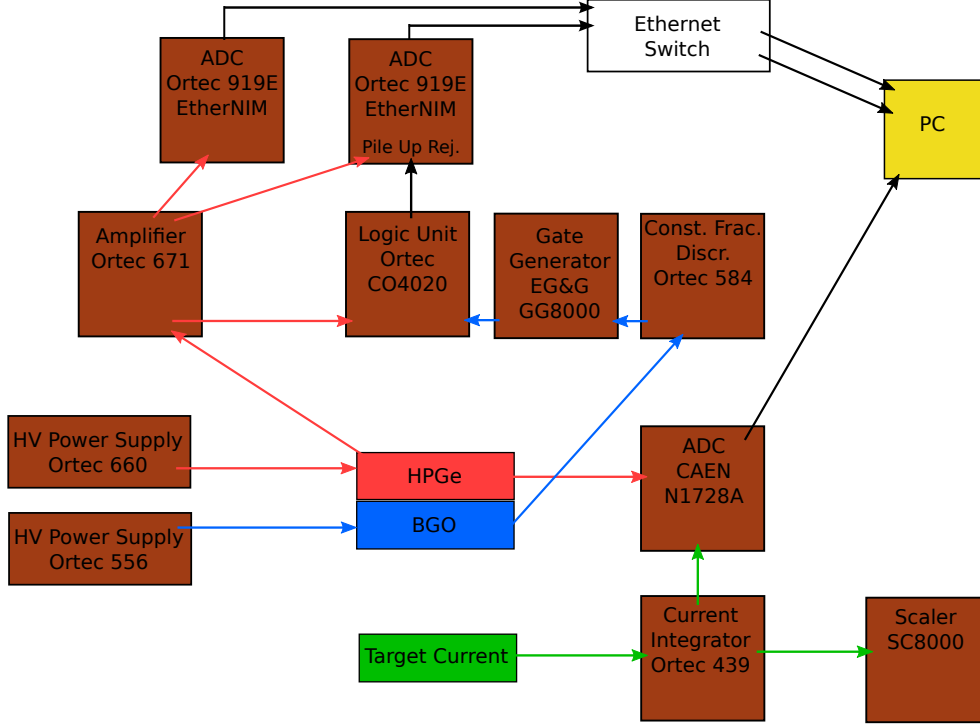 Ethernet
Switch
ADC
Ortec 919E
EtherNIM
ADC
Ortec 919E
EtherNIM
Pile Up Rej.
PC
Amplifier
Ortec 671
Logic Unit
Ortec
CO4020
Gate
Generator
EG&G
GG8000
Const. Frac.
Discr.
Ortec 584
HV Power Supply
Ortec 660
HPGe
BGO
ADC
CAEN
N1728A
HV Power Supply
Ortec 556
Target Current
Current
Integrator
Ortec 439
Scaler
SC8000